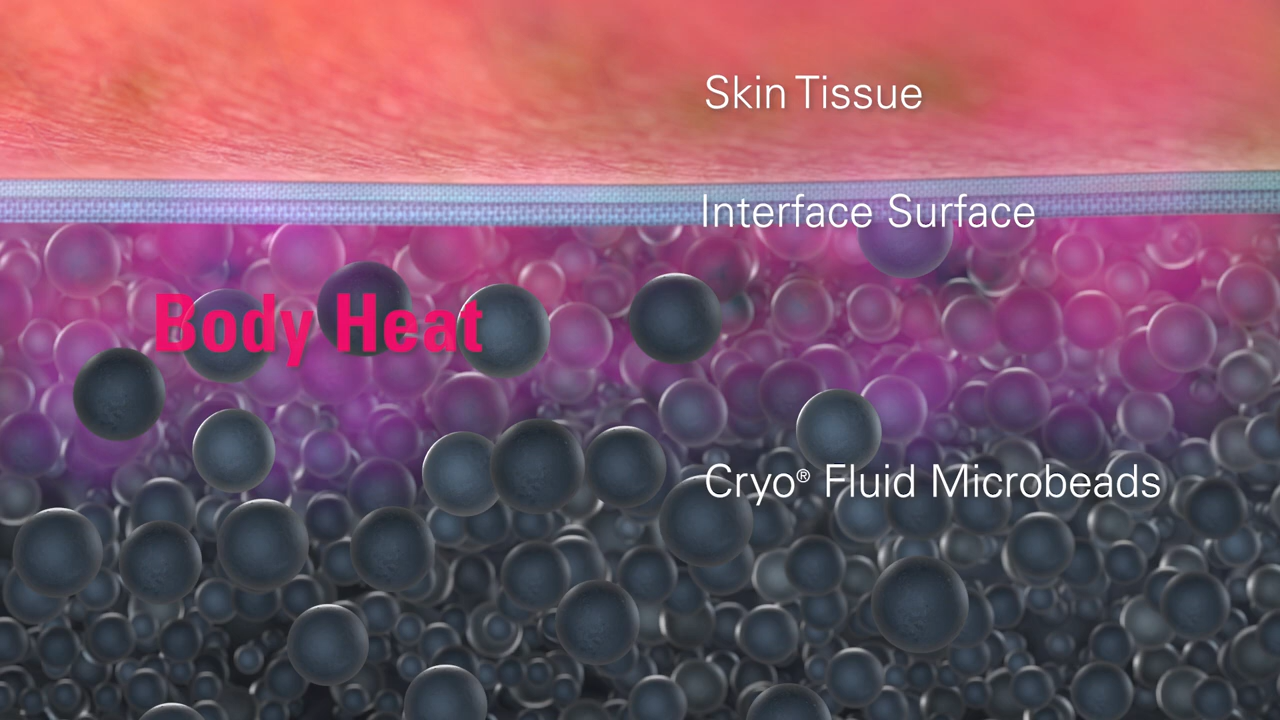 Skin Tissue
Interface Surface
Body Heat
Cryo® Fluid Microbeads